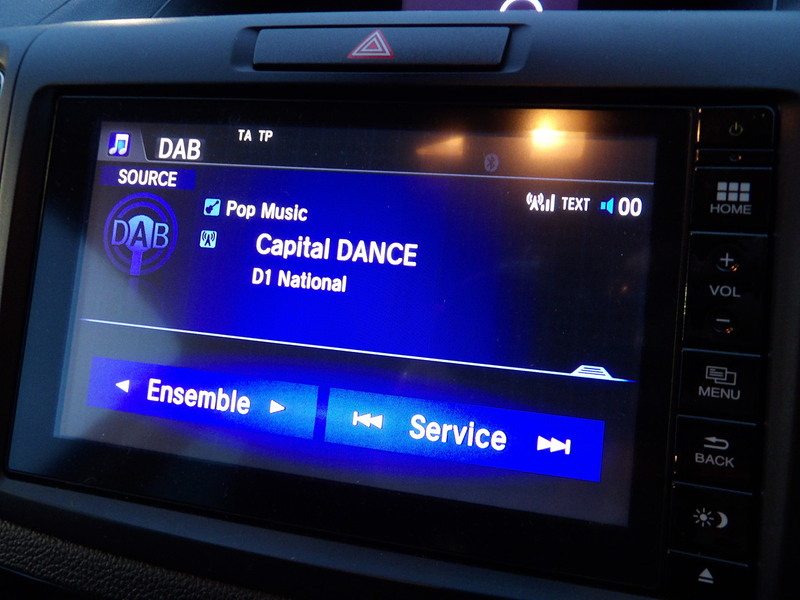 DAB
TA TP
SOURCE
DAB
Pop Music
TEXT 00
Capital DANCE
D1 National
Ensemble
Service
HOME
+
VOL
−
MENU
BACK